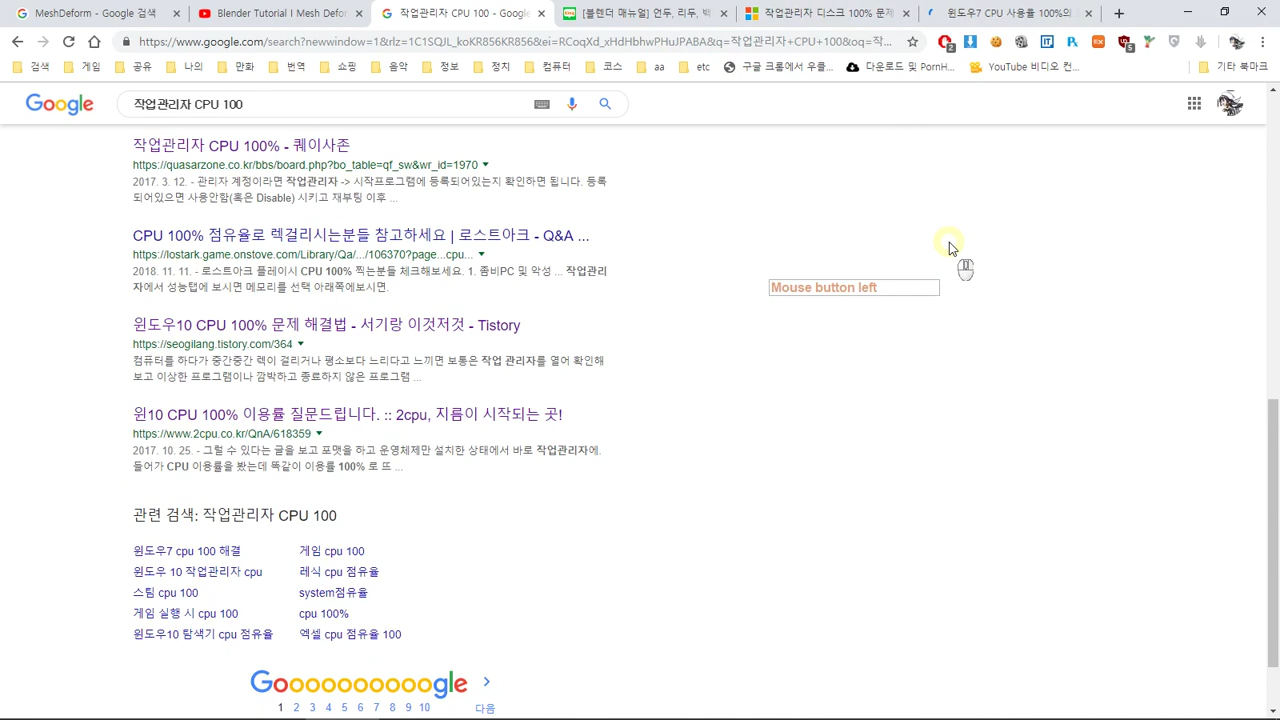 MeshDeform - Google 검색
Blender Tutorial | Mesh Deform
작업관리자 CPU 100 - Google
[블렌더 매뉴얼] 언두, 리두, 백
작업관리자 디스크 100% 문제
윈도우7 CPU 사용률 100%의
https://www.google.com/search?newwindow=1&rlz=1C1SQJL_koKR856KR856&ei=RCoqXd_xHdHbhwPHuJPABA&q=작업관리자+CPU+100&oq=작...
검색 게임 공유 나의 만화 번역 쇼핑 음악 정보 정치 컴퓨터 코스 aa etc 구글 크롬에서 우클... 다운로드 및 PornH... YouTube 비디오 컨... 기타 북마크
Google
작업관리자 CPU 100
작업관리자 CPU 100% - 퀘이사존
https://quasarzone.co.kr/bbs/board.php?bo_table=qf_sw&wr_id=1970
2017. 3. 12. - 관리자 계정이라면 작업관리자 -> 시작프로그램에 등록되어있는지 확인하면 됩니다. 등록
되어있으면 사용안함(혹은 Disable) 시키고 재부팅 이후 ...
CPU 100% 점유율로 렉걸리시는분들 참고하세요 | 로스트아크 - Q&A ...
https://lostark.game.onstove.com/Library/Qa/.../106370?page...cpu...
2018. 11. 11. - 로스트아크 플레이시 CPU 100% 찍는분들 체크해보세요. 1. 좀비PC 및 악성 ... 작업관리
자에서 성능탭에 보시면 메모리를 선택 아래쪽에보시면.
Mouse button left
윈도우10 CPU 100% 문제 해결법 - 서기랑 이것저것 - Tistory
https://seogilang.tistory.com/364
컴퓨터를 하다가 중간중간 렉이 걸리거나 평소보다 느리다고 느끼면 보통은 작업 관리자를 열어 확인해
보고 이상한 프로그램이나 깜박하고 종료하지 않은 프로그램 ...
윈10 CPU 100% 이용률 질문드립니다. :: 2cpu, 지름이 시작되는 곳!
https://www.2cpu.co.kr/QnA/618359
2017. 10. 25. - 그럴 수 있다는 글을 보고 포맷을 하고 운영체제만 설치한 상태에서 바로 작업관리자에.
들어가 CPU 이용률을 봤는데 똑같이 이용률 100% 로 뜨 ...
관련 검색: 작업관리자 CPU 100
윈도우7 cpu 100 해결 게임 cpu 100
윈도우 10 작업관리자 cpu 레식 cpu 점유율
스팀 cpu 100 system점유율
게임 실행 시 cpu 100 cpu 100%
윈도우10 탐색기 cpu 점유율 엑셀 cpu 점유율 100
Goooooooooogle
1 2 3 4 5 6 7 8 9 10 다음